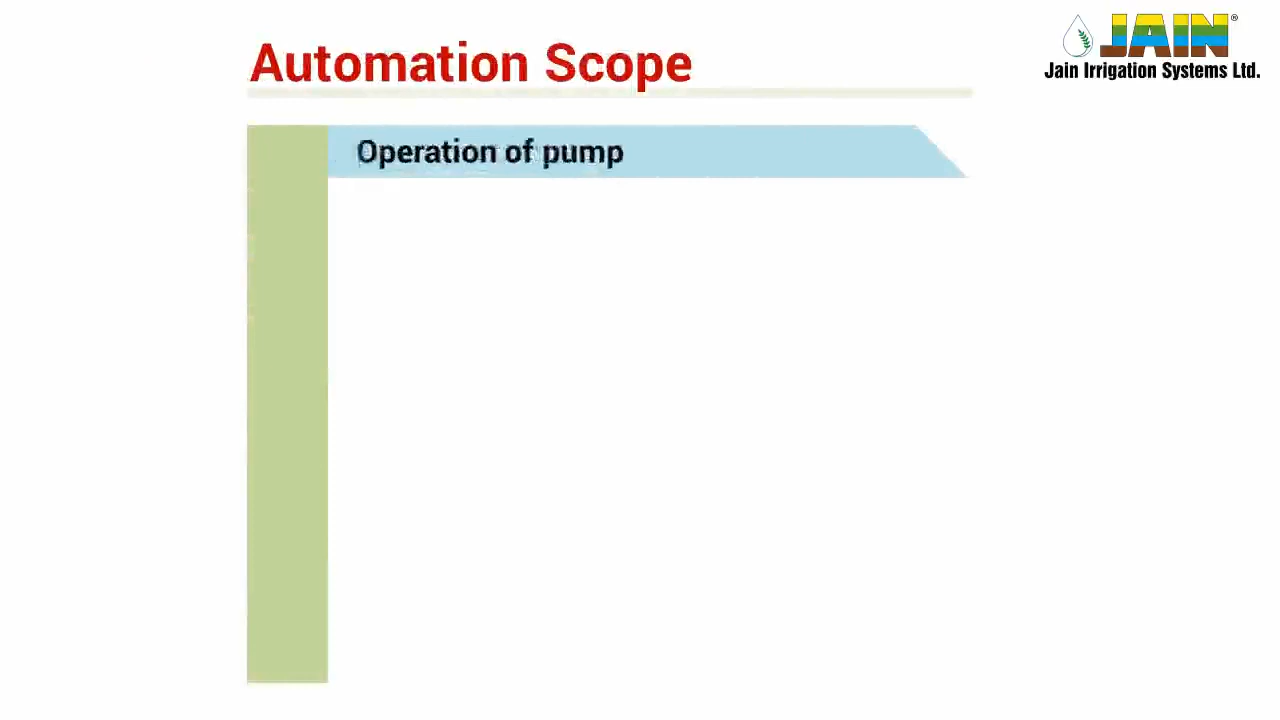 Automation Scope
JAIN®
Jain Irrigation Systems Ltd.
Operation of pump